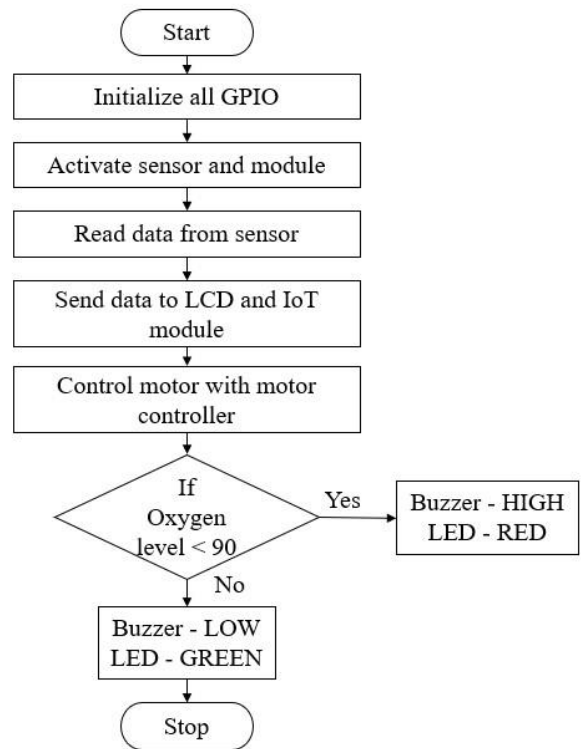 Start
Initialize all GPIO
Activate sensor and module
Read data from sensor
Send data to LCD and IoT
module
Control motor with motor
controller
If
Oxygen
level < 90
Yes
Buzzer - HIGH
LED - RED
No
Buzzer - LOW
LED - GREEN
Stop